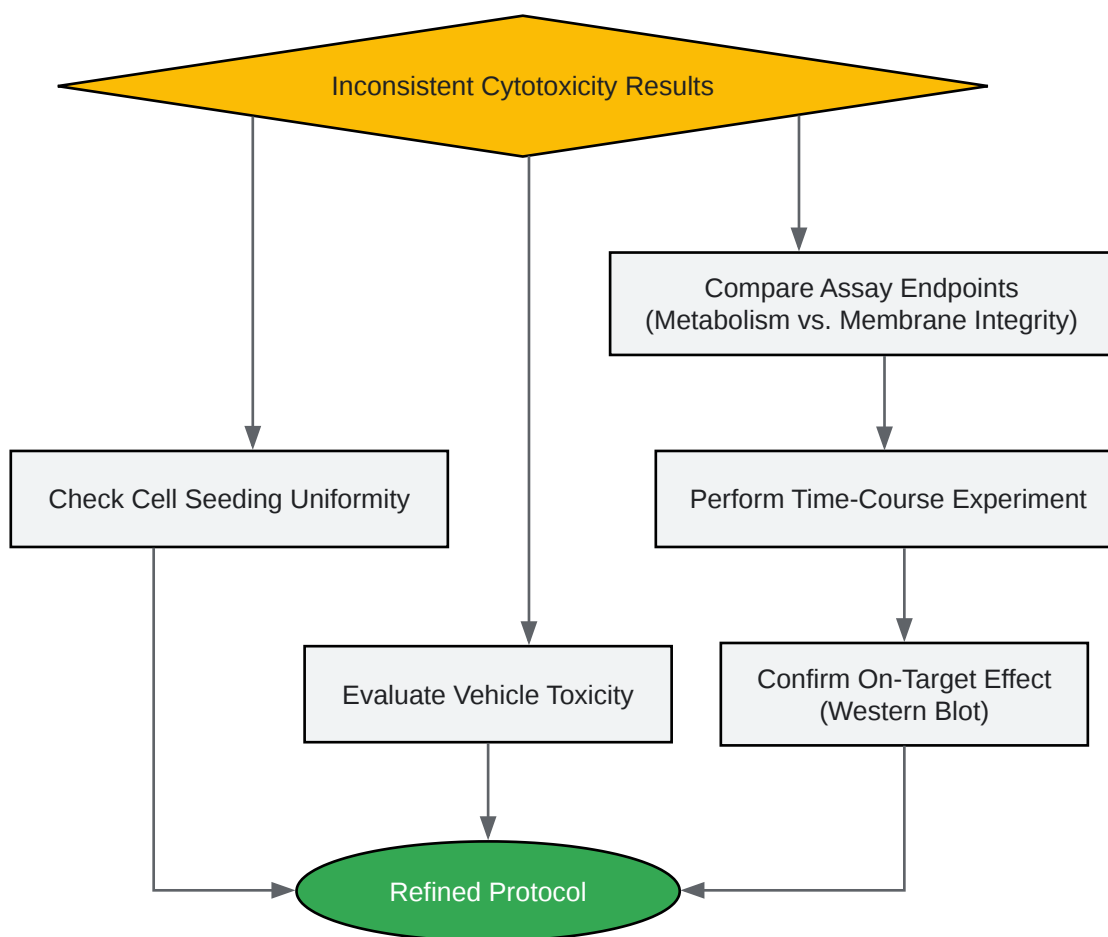 Inconsistent Cytotoxicity Results
Compare Assay Endpoints
(Metabolism vs. Membrane Integrity)
Check Cell Seeding Uniformity
Perform Time-Course Experiment
Evaluate Vehicle Toxicity
Confirm On-Target Effect
(Western Blot)
Refined Protocol